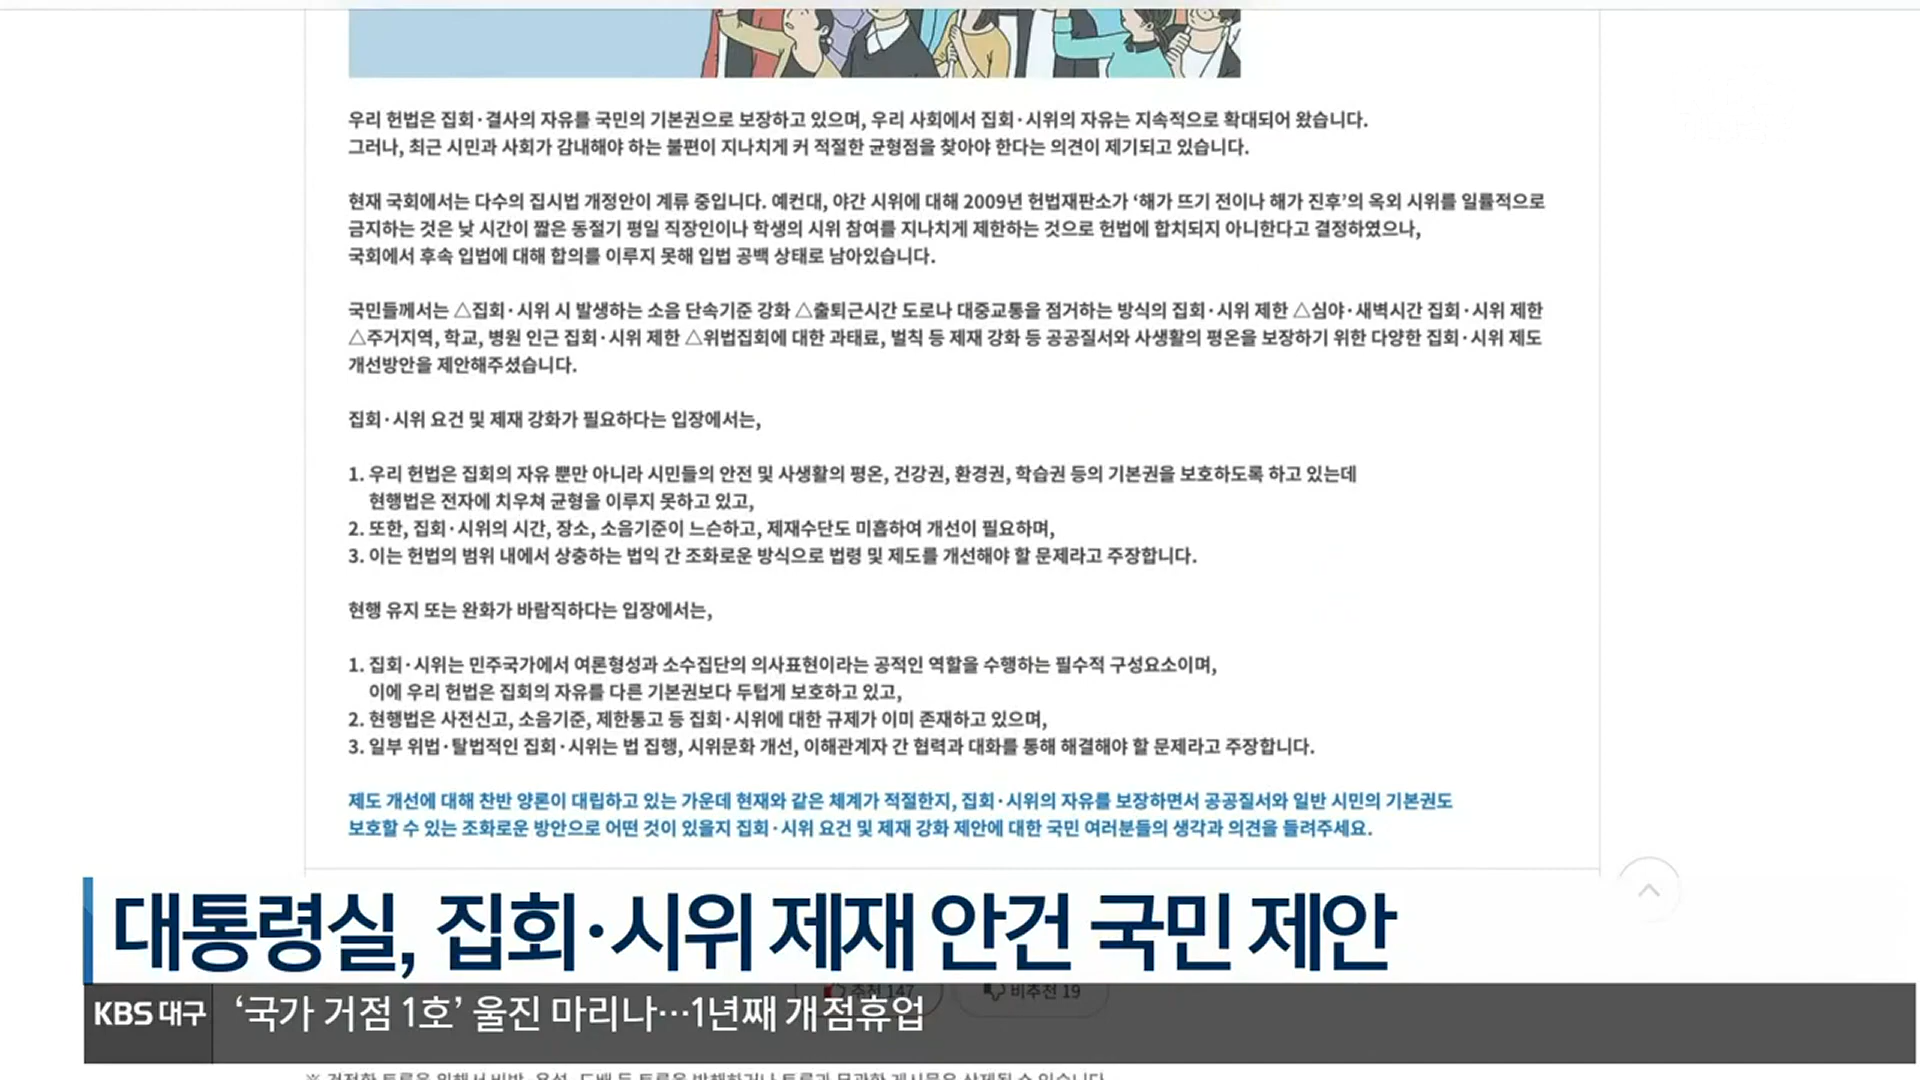 우리 헌법은 집회·결사의 자유를 국민의 기본권으로 보장하고 있으며, 우리 사회에서 집회·시위의 자유는 지속적으로 확대되어 왔습니다.
그러나, 최근 시민과 사회가 감내해야 하는 불편이 지나치게 커 적절한 균형점을 찾아야 한다는 의견이 제기되고 있습니다.
현재 국회에서는 다수의 집시법 개정안이 계류 중입니다. 예컨대, 야간 시위에 대해 2009년 헌법재판소가 ‘해가 뜨기 전이나 해가 진후’의 옥외 시위를 일률적으로
금지하는 것은 낮 시간이 짧은 동절기 평일 직장인이나 학생의 시위 참여를 지나치게 제한하는 것으로 헌법에 합치되지 아니한다고 결정하였으나,
국회에서 후속 입법에 대해 합의를 이루지 못해 입법 공백 상태로 남아있습니다.
국민들께서는 △집회·시위 시 발생하는 소음 단속기준 강화 △출퇴근시간 도로나 대중교통을 점거하는 방식의 집회·시위 제한 △심야·새벽시간 집회·시위 제한
△주거지역, 학교, 병원 인근 집회·시위 제한 △위법집회에 대한 과태료, 벌칙 등 제재 강화 등 공공질서와 사생활의 평온을 보장하기 위한 다양한 집회·시위 제도
개선방안을 제안해주셨습니다.
집회·시위 요건 및 제재 강화가 필요하다는 입장에서는,
1. 우리 헌법은 집회의 자유 뿐만 아니라 시민들의 안전 및 사생활의 평온, 건강권, 환경권, 학습권 등의 기본권을 보호하도록 하고 있는데
현행법은 전자에 치우쳐 균형을 이루지 못하고 있고,
2. 또한, 집회·시위의 시간, 장소, 소음기준이 느슨하고, 제재수단도 미흡하여 개선이 필요하며,
3. 이는 헌법의 범위 내에서 상충하는 법익 간 조화로운 방식으로 법령 및 제도를 개선해야 할 문제라고 주장합니다.
현행 유지 또는 완화가 바람직하다는 입장에서는,
1. 집회·시위는 민주국가에서 여론형성과 소수집단의 의사표현이라는 공적인 역할을 수행하는 필수적 구성요소이며,
이에 우리 헌법은 집회의 자유를 다른 기본권보다 두텁게 보호하고 있고,
2. 현행법은 사전신고, 소음기준, 제한통고 등 집회·시위에 대한 규제가 이미 존재하고 있으며,
3. 일부 위법·탈법적인 집회·시위는 법 집행, 시위문화 개선, 이해관계자 간 협력과 대화를 통해 해결해야 할 문제라고 주장합니다.
제도 개선에 대해 찬반 양론이 대립하고 있는 가운데 현재와 같은 체계가 적절한지, 집회·시위의 자유를 보장하면서 공공질서와 일반 시민의 기본권도
보호할 수 있는 조화로운 방안으로 어떤 것이 있을지 집회·시위 요건 및 제재 강화 제안에 대한 국민 여러분들의 생각과 의견을 들려주세요.
대통령실, 집회·시위 제재 안건 국민 제안
추천 147 비추천 19
KBS 대구 ‘국가 거점 1호’ 울진 마리나…1년째 개점휴업